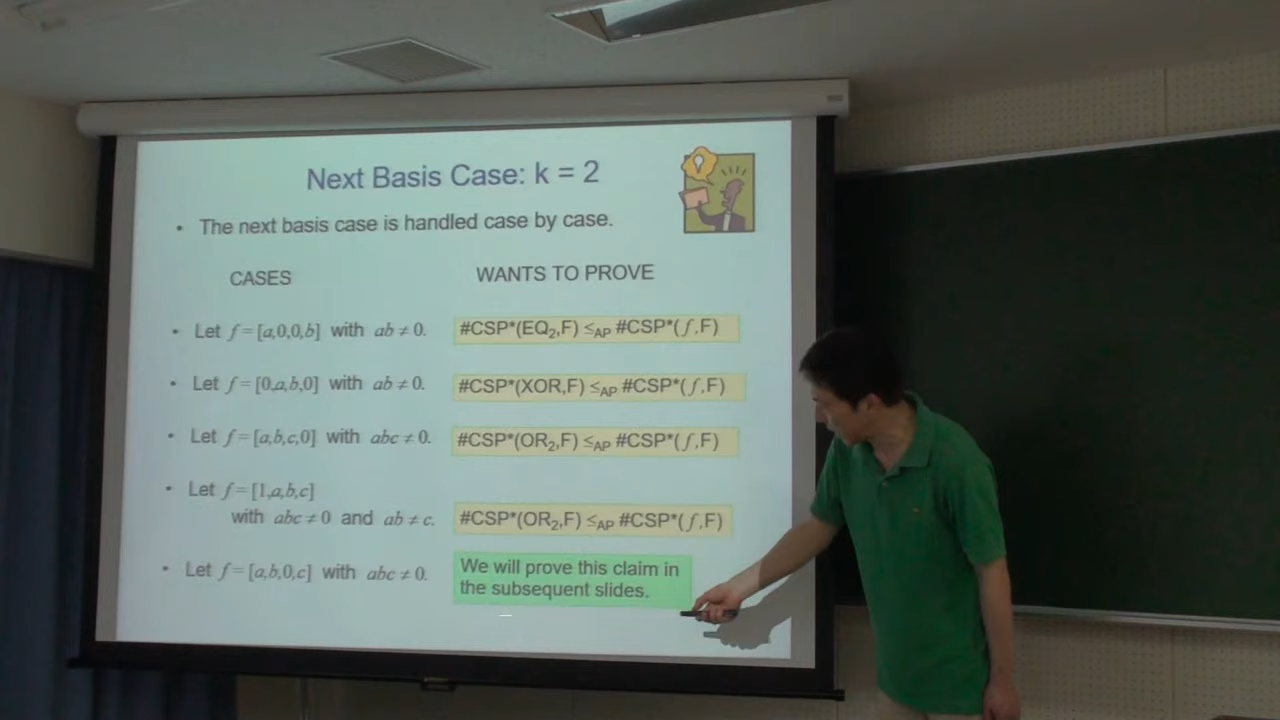 Next Basis Case: k = 2
• The next basis case is handled case by case.
CASES WANTS TO PROVE
• Let f = [a,0,0,b] with ab ≠ 0. #CSP*(EQ₂,F) ≤AP #CSP*(f,F)
• Let f = [0,a,b,0] with ab ≠ 0. #CSP*(XOR,F) ≤AP #CSP*(f,F)
• Let f = [a,b,c,0] with abc ≠ 0. #CSP*(OR₂,F) ≤AP #CSP*(f,F)
• Let f = [1,a,b,c]
with abc ≠ 0 and ab ≠ c. #CSP*(OR₂,F) ≤AP #CSP*(f,F)
• Let f = [a,b,0,c] with abc ≠ 0. We will prove this claim in
the subsequent slides.